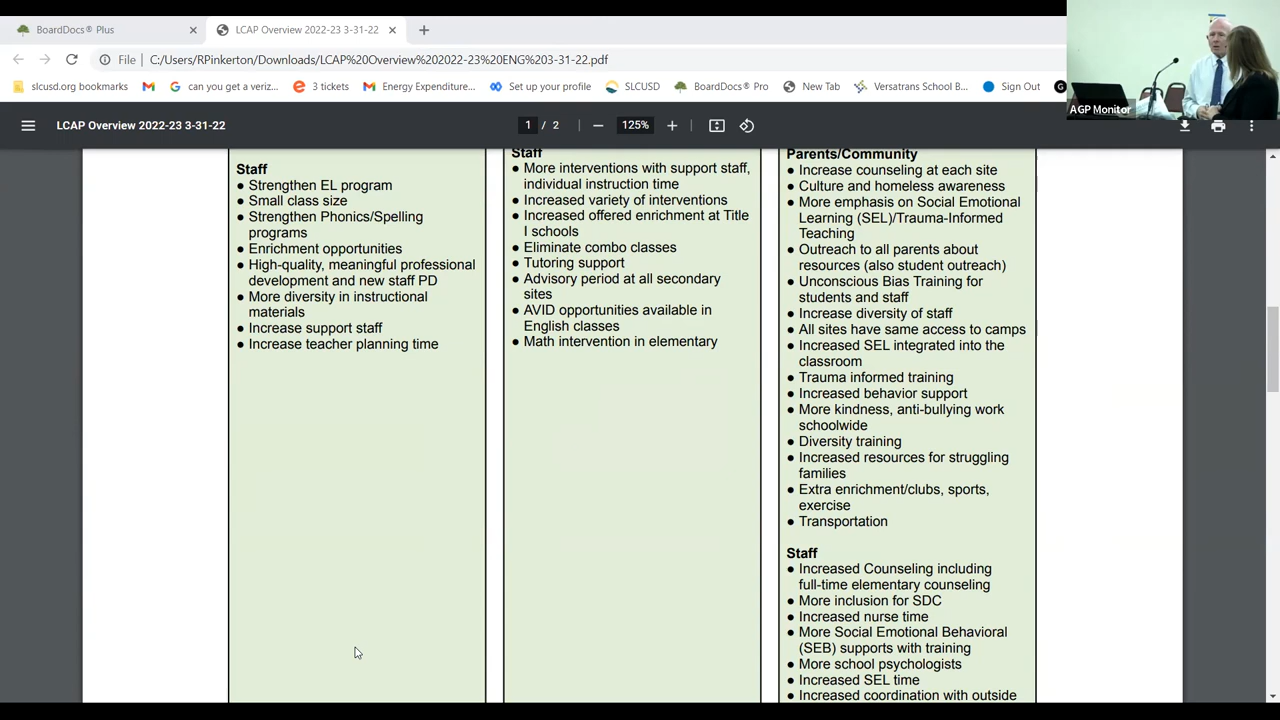 BoardDocs® Plus
LCAP Overview 2022-23 3-31-22
File
C:/Users/RPinkerton/Downloads/LCAP%20Overview%202022-23%20ENG%203-31-22.pdf
slcusd.org bookmarks
can you get a veriz...
3 tickets
Energy Expenditure...
Set up your profile
SLCUSD
BoardDocs® Pro
New Tab
Versatrans School B...
Sign Out
G
AGP Monitor
LCAP Overview 2022-23 3-31-22
1 / 2
125%
Staff
● Strengthen EL program
● Small class size
● Strengthen Phonics/Spelling
programs
● Enrichment opportunities
● High-quality, meaningful professional
development and new staff PD
● More diversity in instructional
materials
● Increase support staff
● Increase teacher planning time
Staff
● More interventions with support staff,
individual instruction time
● Increased variety of interventions
● Increased offered enrichment at Title
I schools
● Eliminate combo classes
● Tutoring support
● Advisory period at all secondary
sites
● AVID opportunities available in
English classes
● Math intervention in elementary
Parents/Community
● Increase counseling at each site
● Culture and homeless awareness
● More emphasis on Social Emotional
Learning (SEL)/Trauma-Informed
Teaching
● Outreach to all parents about
resources (also student outreach)
● Unconscious Bias Training for
students and staff
● Increase diversity of staff
● All sites have same access to camps
● Increased SEL integrated into the
classroom
● Trauma informed training
● Increased behavior support
● More kindness, anti-bullying work
schoolwide
● Diversity training
● Increased resources for struggling
families
● Extra enrichment/clubs, sports,
exercise
● Transportation
Staff
● Increased Counseling including
full-time elementary counseling
● More inclusion for SDC
● Increased nurse time
● More Social Emotional Behavioral
(SEB) supports with training
● More school psychologists
● Increased SEL time
● Increased coordination with outside